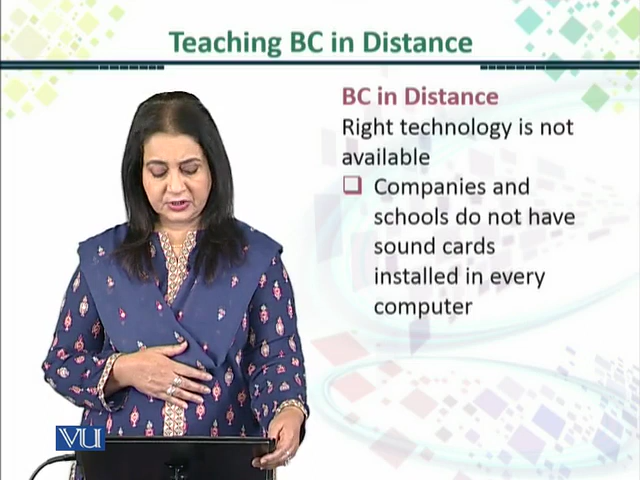 Teaching BC in Distance
BC in Distance
Right technology is not
available
Companies and
schools do not have
sound cards
installed in every
computer
VU